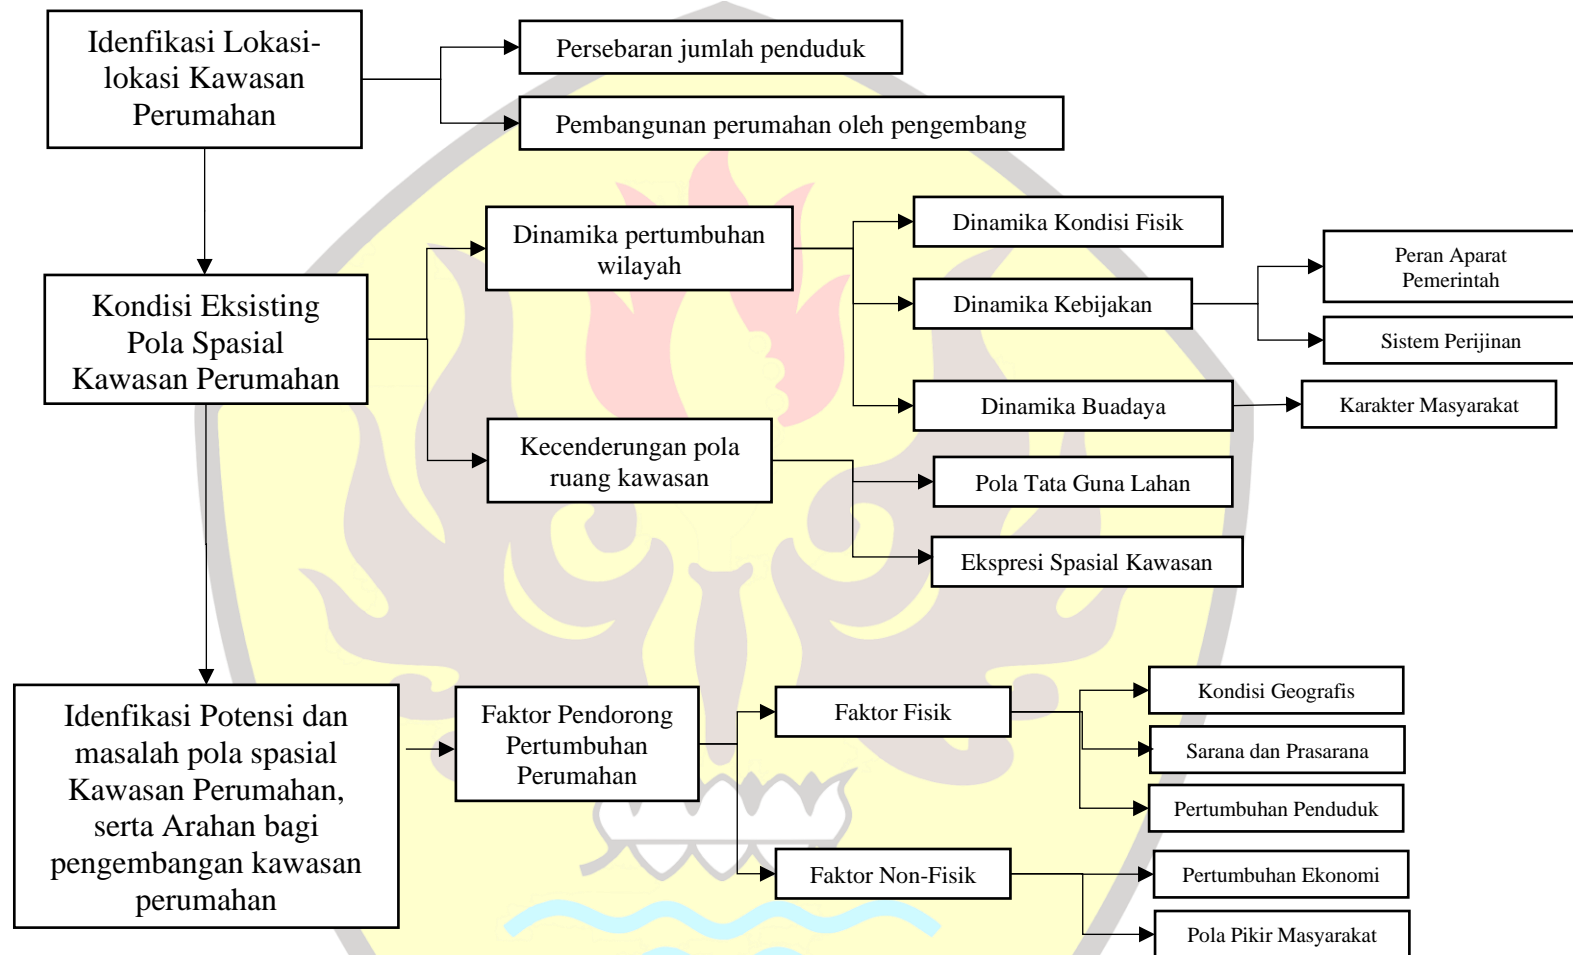 Idenfikasi Lokasi-
lokasi Kawasan
Perumahan
Persebaran jumlah penduduk
Pembangunan perumahan oleh pengembang
Kondisi Eksisting
Pola Spasial
Kawasan Perumahan
Dinamika pertumbuhan
wilayah
Dinamika Kondisi Fisik
Dinamika Kebijakan
Peran Aparat
Pemerintah
Sistem Perijinan
Dinamika Buadaya
Karakter Masyarakat
Kecenderungan pola
ruang kawasan
Pola Tata Guna Lahan
Ekspresi Spasial Kawasan
Idenfikasi Potensi dan
masalah pola spasial
Kawasan Perumahan,
serta Arahan bagi
pengembangan kawasan
perumahan
Faktor Pendorong
Pertumbuhan
Perumahan
Faktor Fisik
Kondisi Geografis
Sarana dan Prasarana
Pertumbuhan Penduduk
Faktor Non-Fisik
Pertumbuhan Ekonomi
Pola Pikir Masyarakat